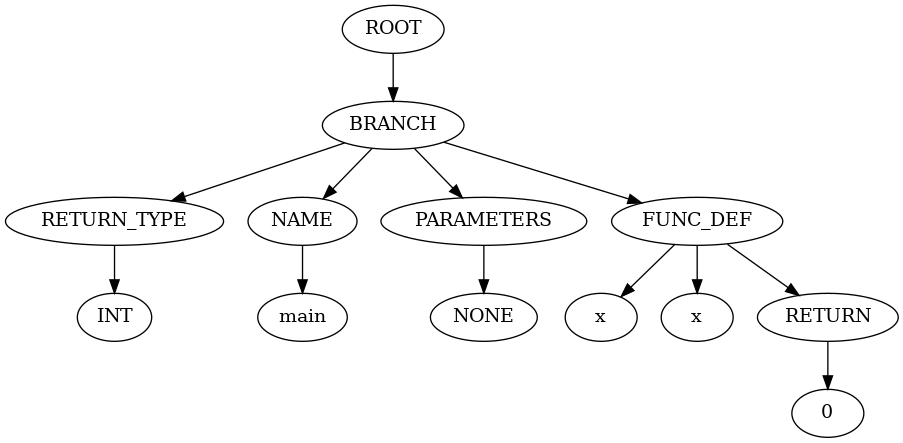 ROOT
BRANCH
RETURN_TYPE NAME PARAMETERS FUNC_DEF
INT main NONE x x RETURN
0